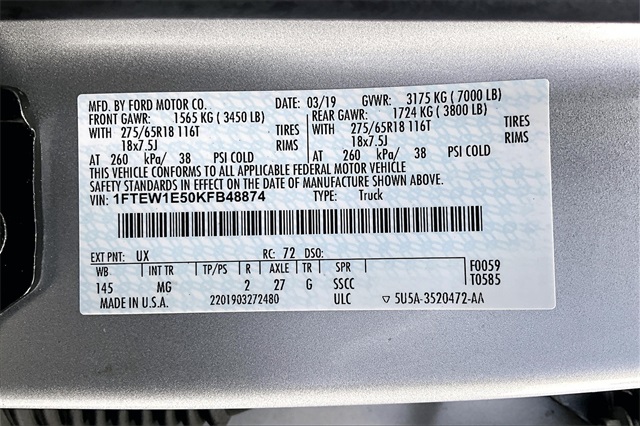 MFD. BY FORD MOTOR CO. DATE: 03/19 GVWR: 3175 KG ( 7000 LB)
FRONT GAWR: 1565 KG ( 3450 LB) REAR GAWR: 1724 KG ( 3800 LB)
WITH 275/65R18 116T TIRES WITH 275/65R18 116T TIRES
18x7.5J RIMS 18x7.5J RIMS
AT 260 kPa/ 38 PSI COLD AT 260 kPa/ 38 PSI COLD
THIS VEHICLE CONFORMS TO ALL APPLICABLE FEDERAL MOTOR VEHICLE
SAFETY STANDARDS IN EFFECT ON THE DATE OF MANUFACTURE SHOWN ABOVE.
VIN: 1FTEW1E50KFB48874 TYPE: Truck
EXT PNT: UX RC: 72 DSO: F0059
WB INT TR TP/PS R AXLE TR SPR T0585
145 MG 2 27 G SSCC
MADE IN U.S.A. 2201903272480 ULC ▽ 5U5A-3520472-AA